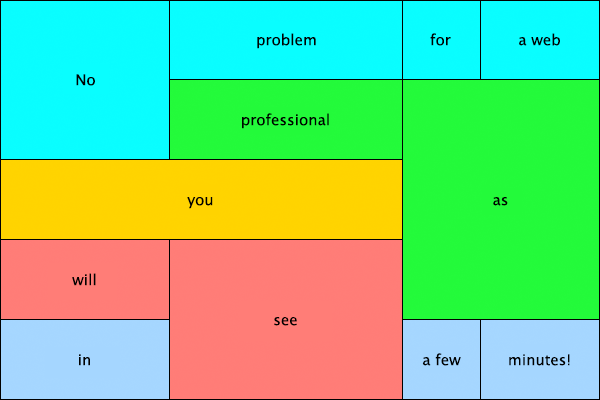 No problem for a web
professional as
you
will see
in a few minutes!